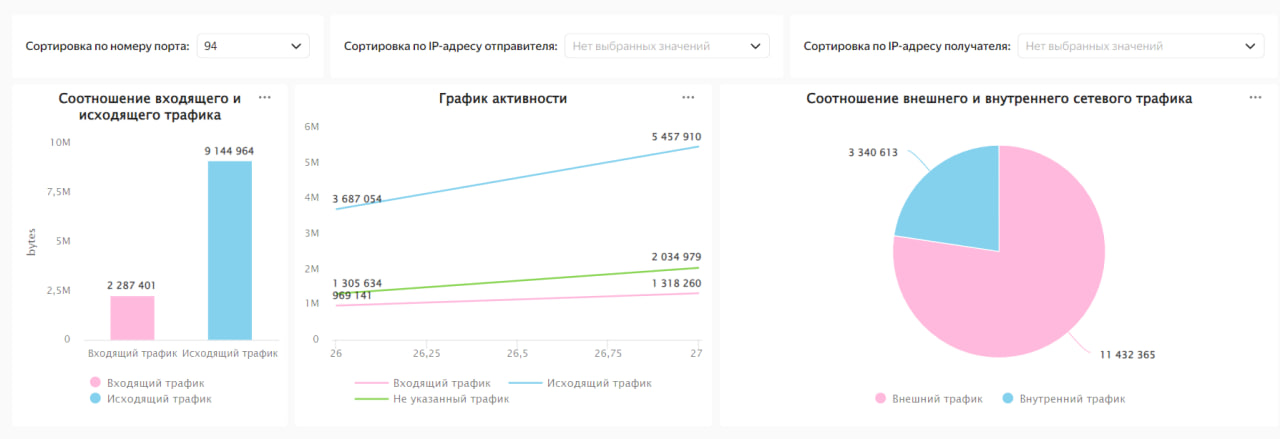 Сортировка по номеру порта: 94
Сортировка по IP-адресу отправителя: Нет выбранных значений
Сортировка по IP-адресу получателя: Нет выбранных значений
Соотношение входящего и
исходящего трафика
10M
7,5M
5M
2,5M
0
bytes
9 144 964
2 287 401
Входящий трафик Исходящий трафик
Входящий трафик
Исходящий трафик
График активности
6M
5M
4M
3M
2M
1M
0
5 457 910
3 687 054
2 034 979
1 305 634
1 318 260
969 141
26 26,25 26,5 26,75 27
Входящий трафик Исходящий трафик
Не указанный трафик
Соотношение внешнего и внутреннего сетевого трафика
3 340 613
11 432 365
Внешний трафик Внутренний трафик